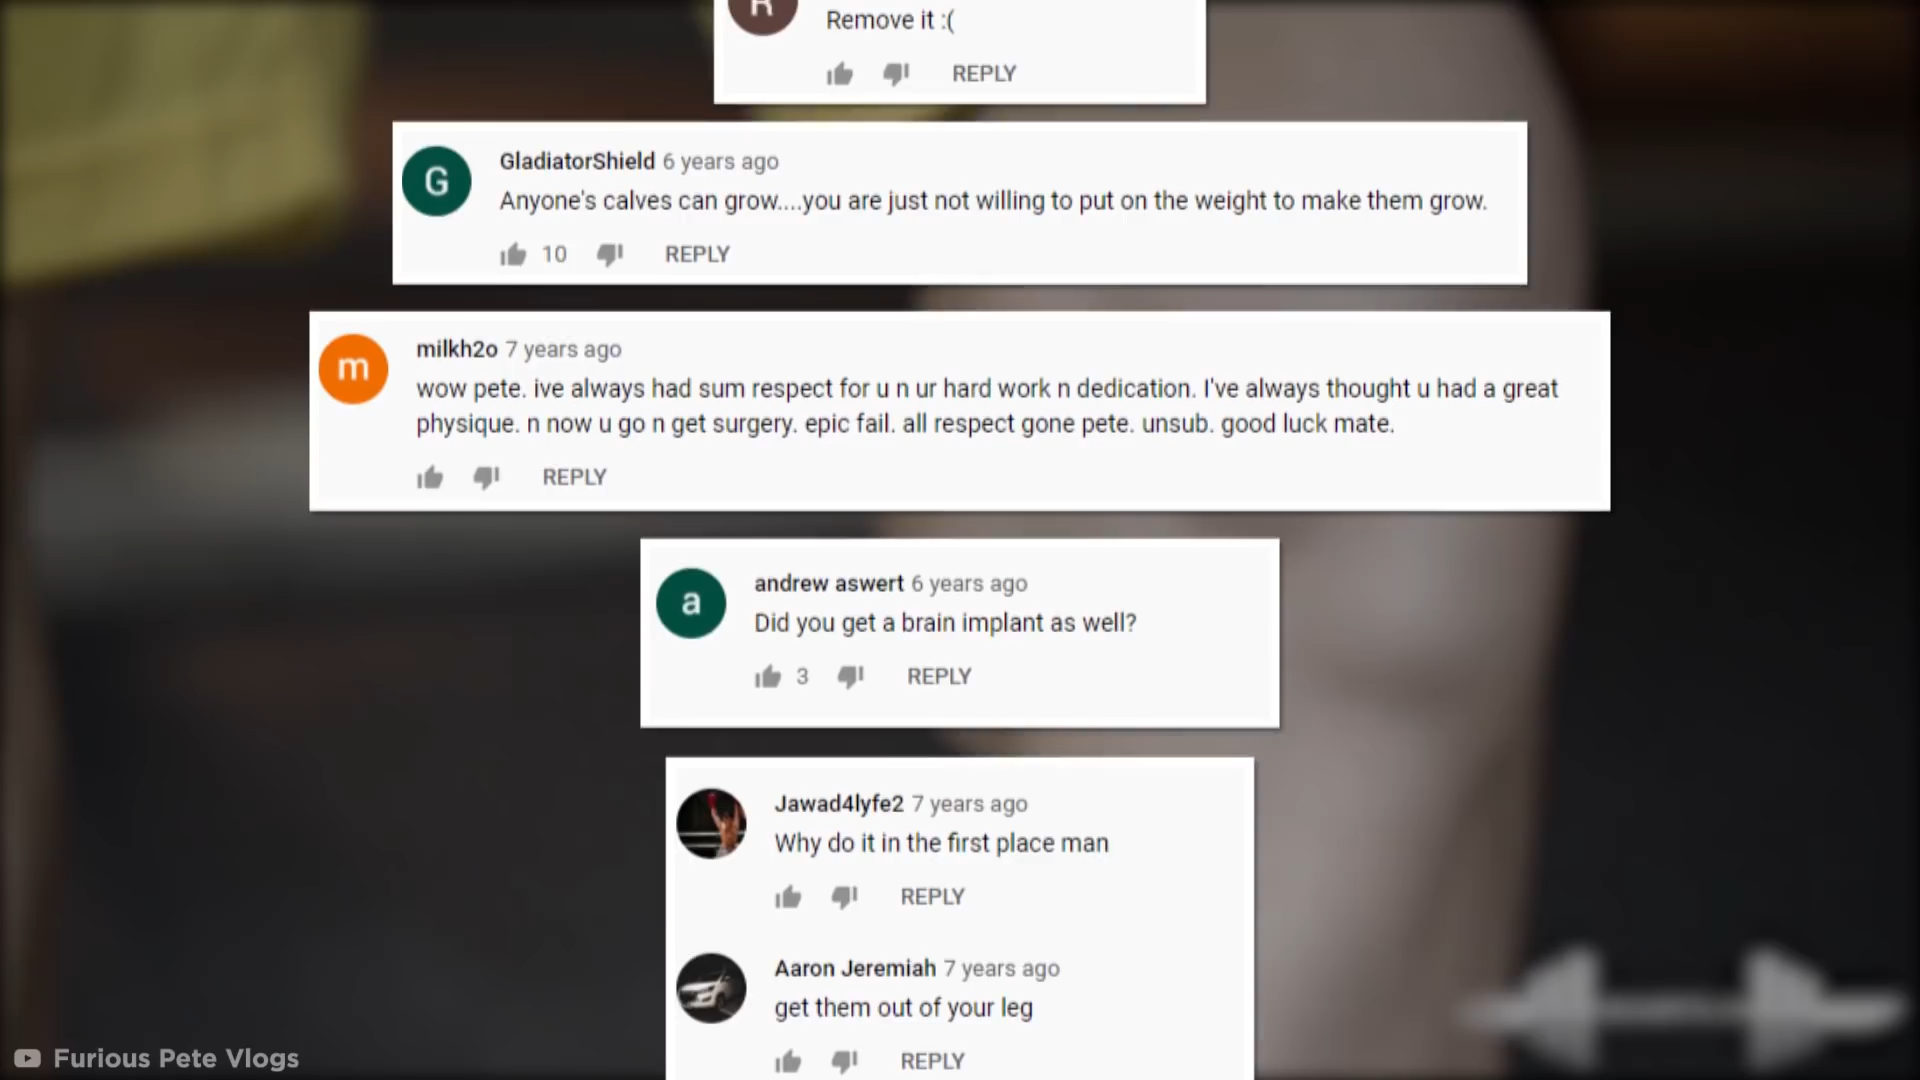 R
Remove it :(
REPLY
G
GladiatorShield 6 years ago
Anyone's calves can grow....you are just not willing to put on the weight to make them grow.
10 REPLY
m
milkh2o 7 years ago
wow pete. ive always had sum respect for u n ur hard work n dedication. I've always thought u had a great
physique. n now u go n get surgery. epic fail. all respect gone pete. unsub. good luck mate.
REPLY
a
andrew aswert 6 years ago
Did you get a brain implant as well?
3 REPLY
Jawad4lyfe2 7 years ago
Why do it in the first place man
REPLY
Aaron Jeremiah 7 years ago
get them out of your leg
REPLY
Furious Pete Vlogs